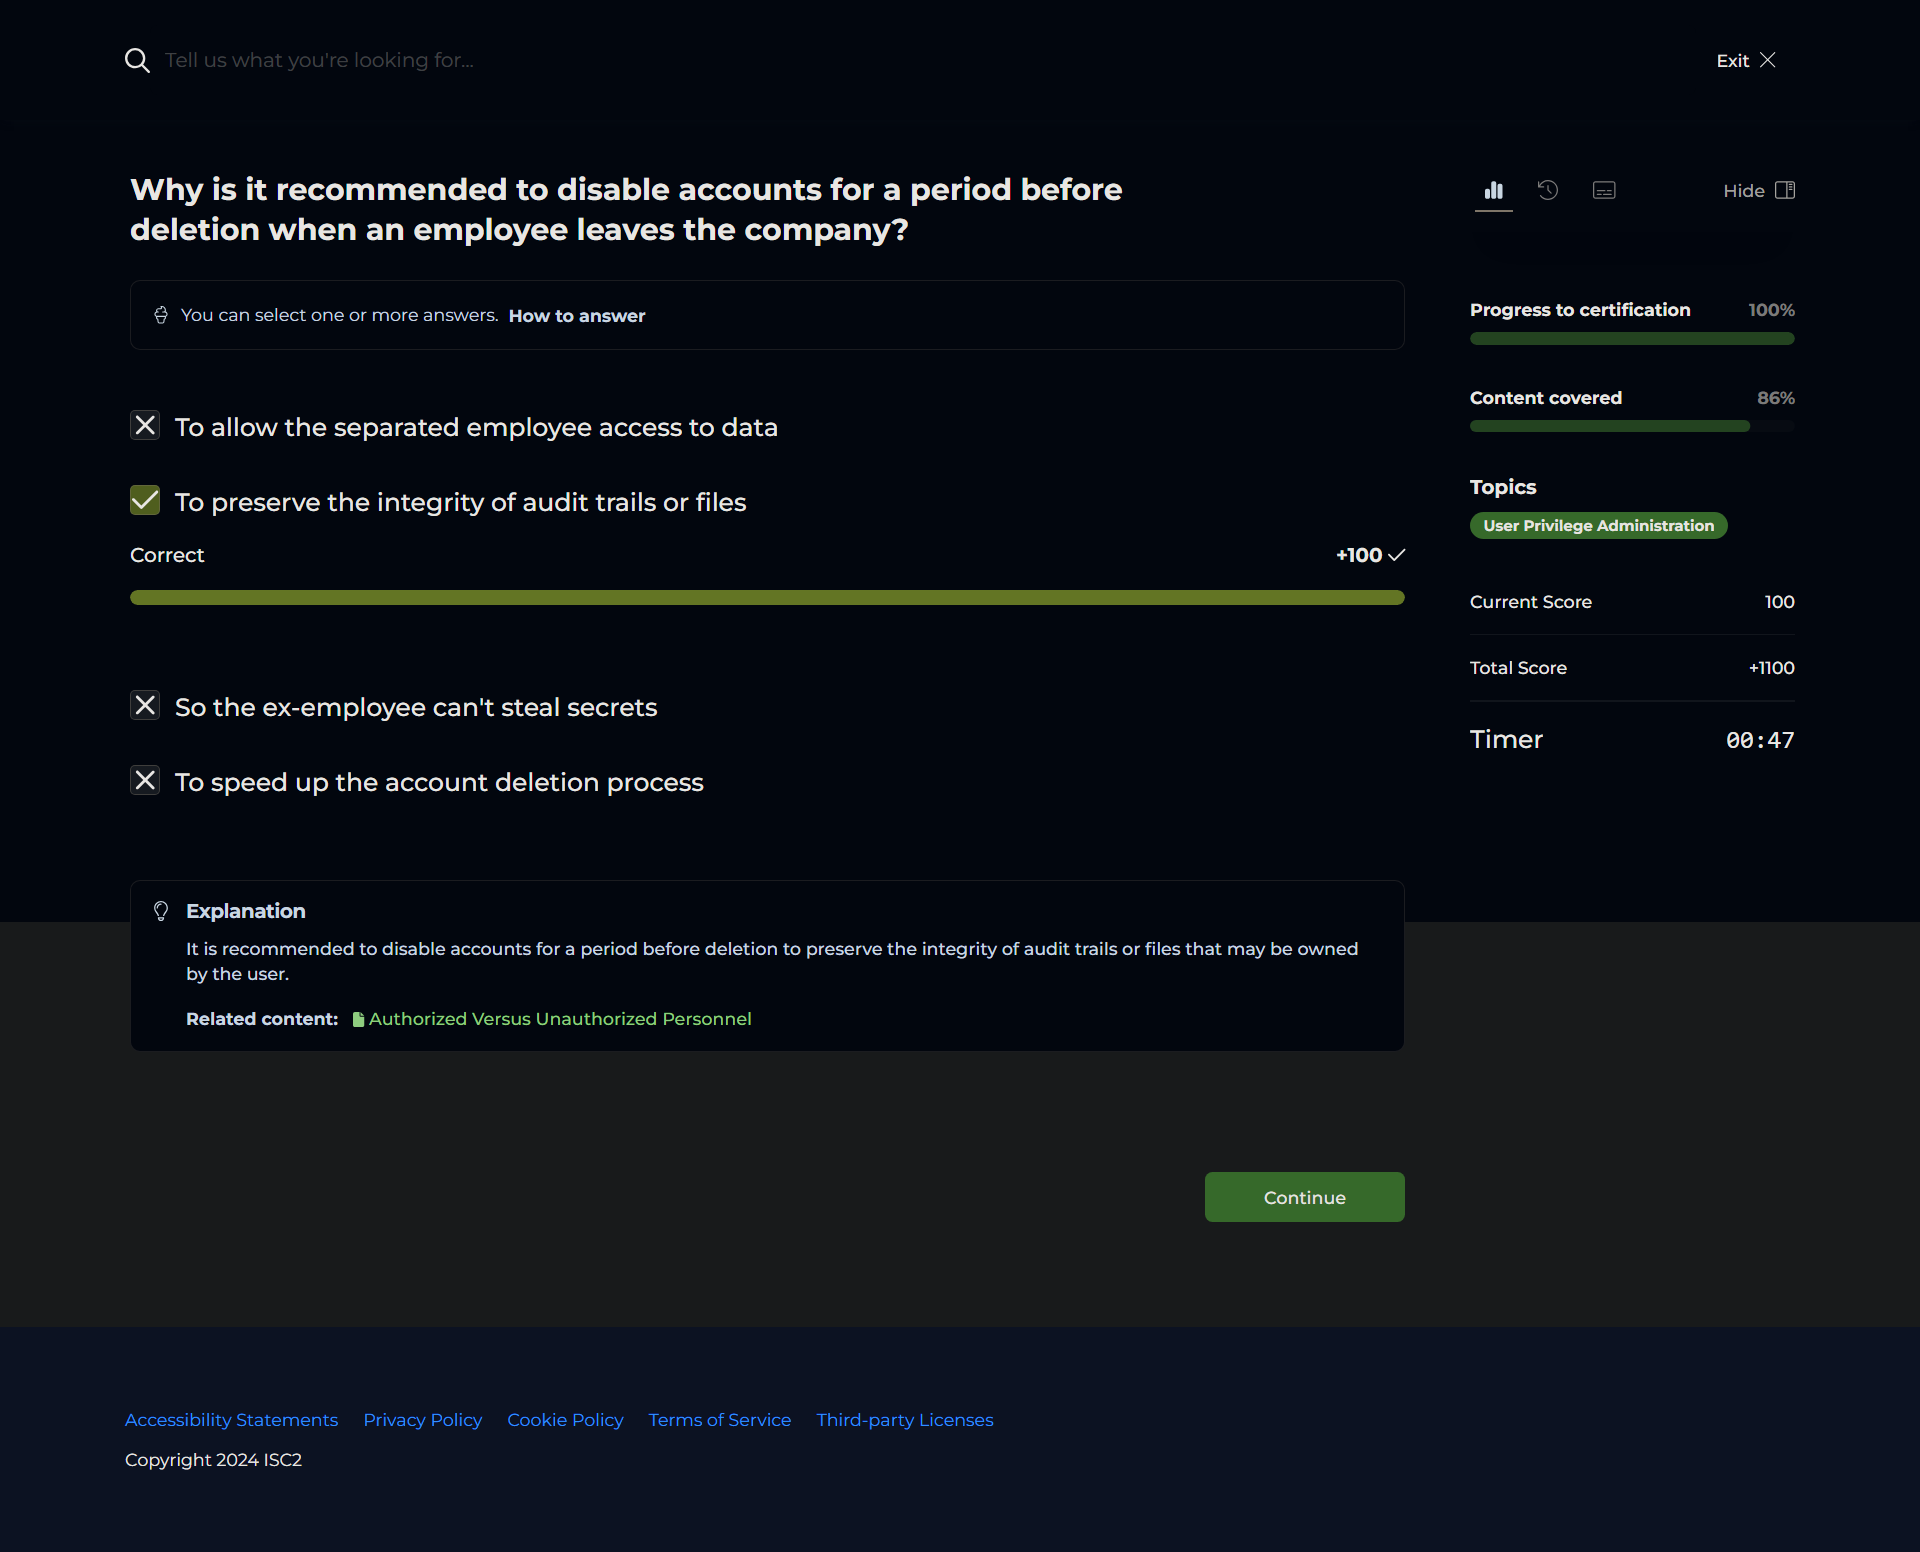 Tell us what you're looking for...
Exit
Why is it recommended to disable accounts for a period before
deletion when an employee leaves the company?
You can select one or more answers. How to answer
To allow the separated employee access to data
To preserve the integrity of audit trails or files
Correct
+100
So the ex-employee can't steal secrets
To speed up the account deletion process
Explanation
It is recommended to disable accounts for a period before deletion to preserve the integrity of audit trails or files that may be owned
by the user.
Related content: Authorized Versus Unauthorized Personnel
Continue
Hide
Progress to certification 100%
Content covered 86%
Topics
User Privilege Administration
Current Score 100
Total Score +1100
Timer 00:47
Accessibility Statements Privacy Policy Cookie Policy Terms of Service Third-party Licenses
Copyright 2024 ISC2